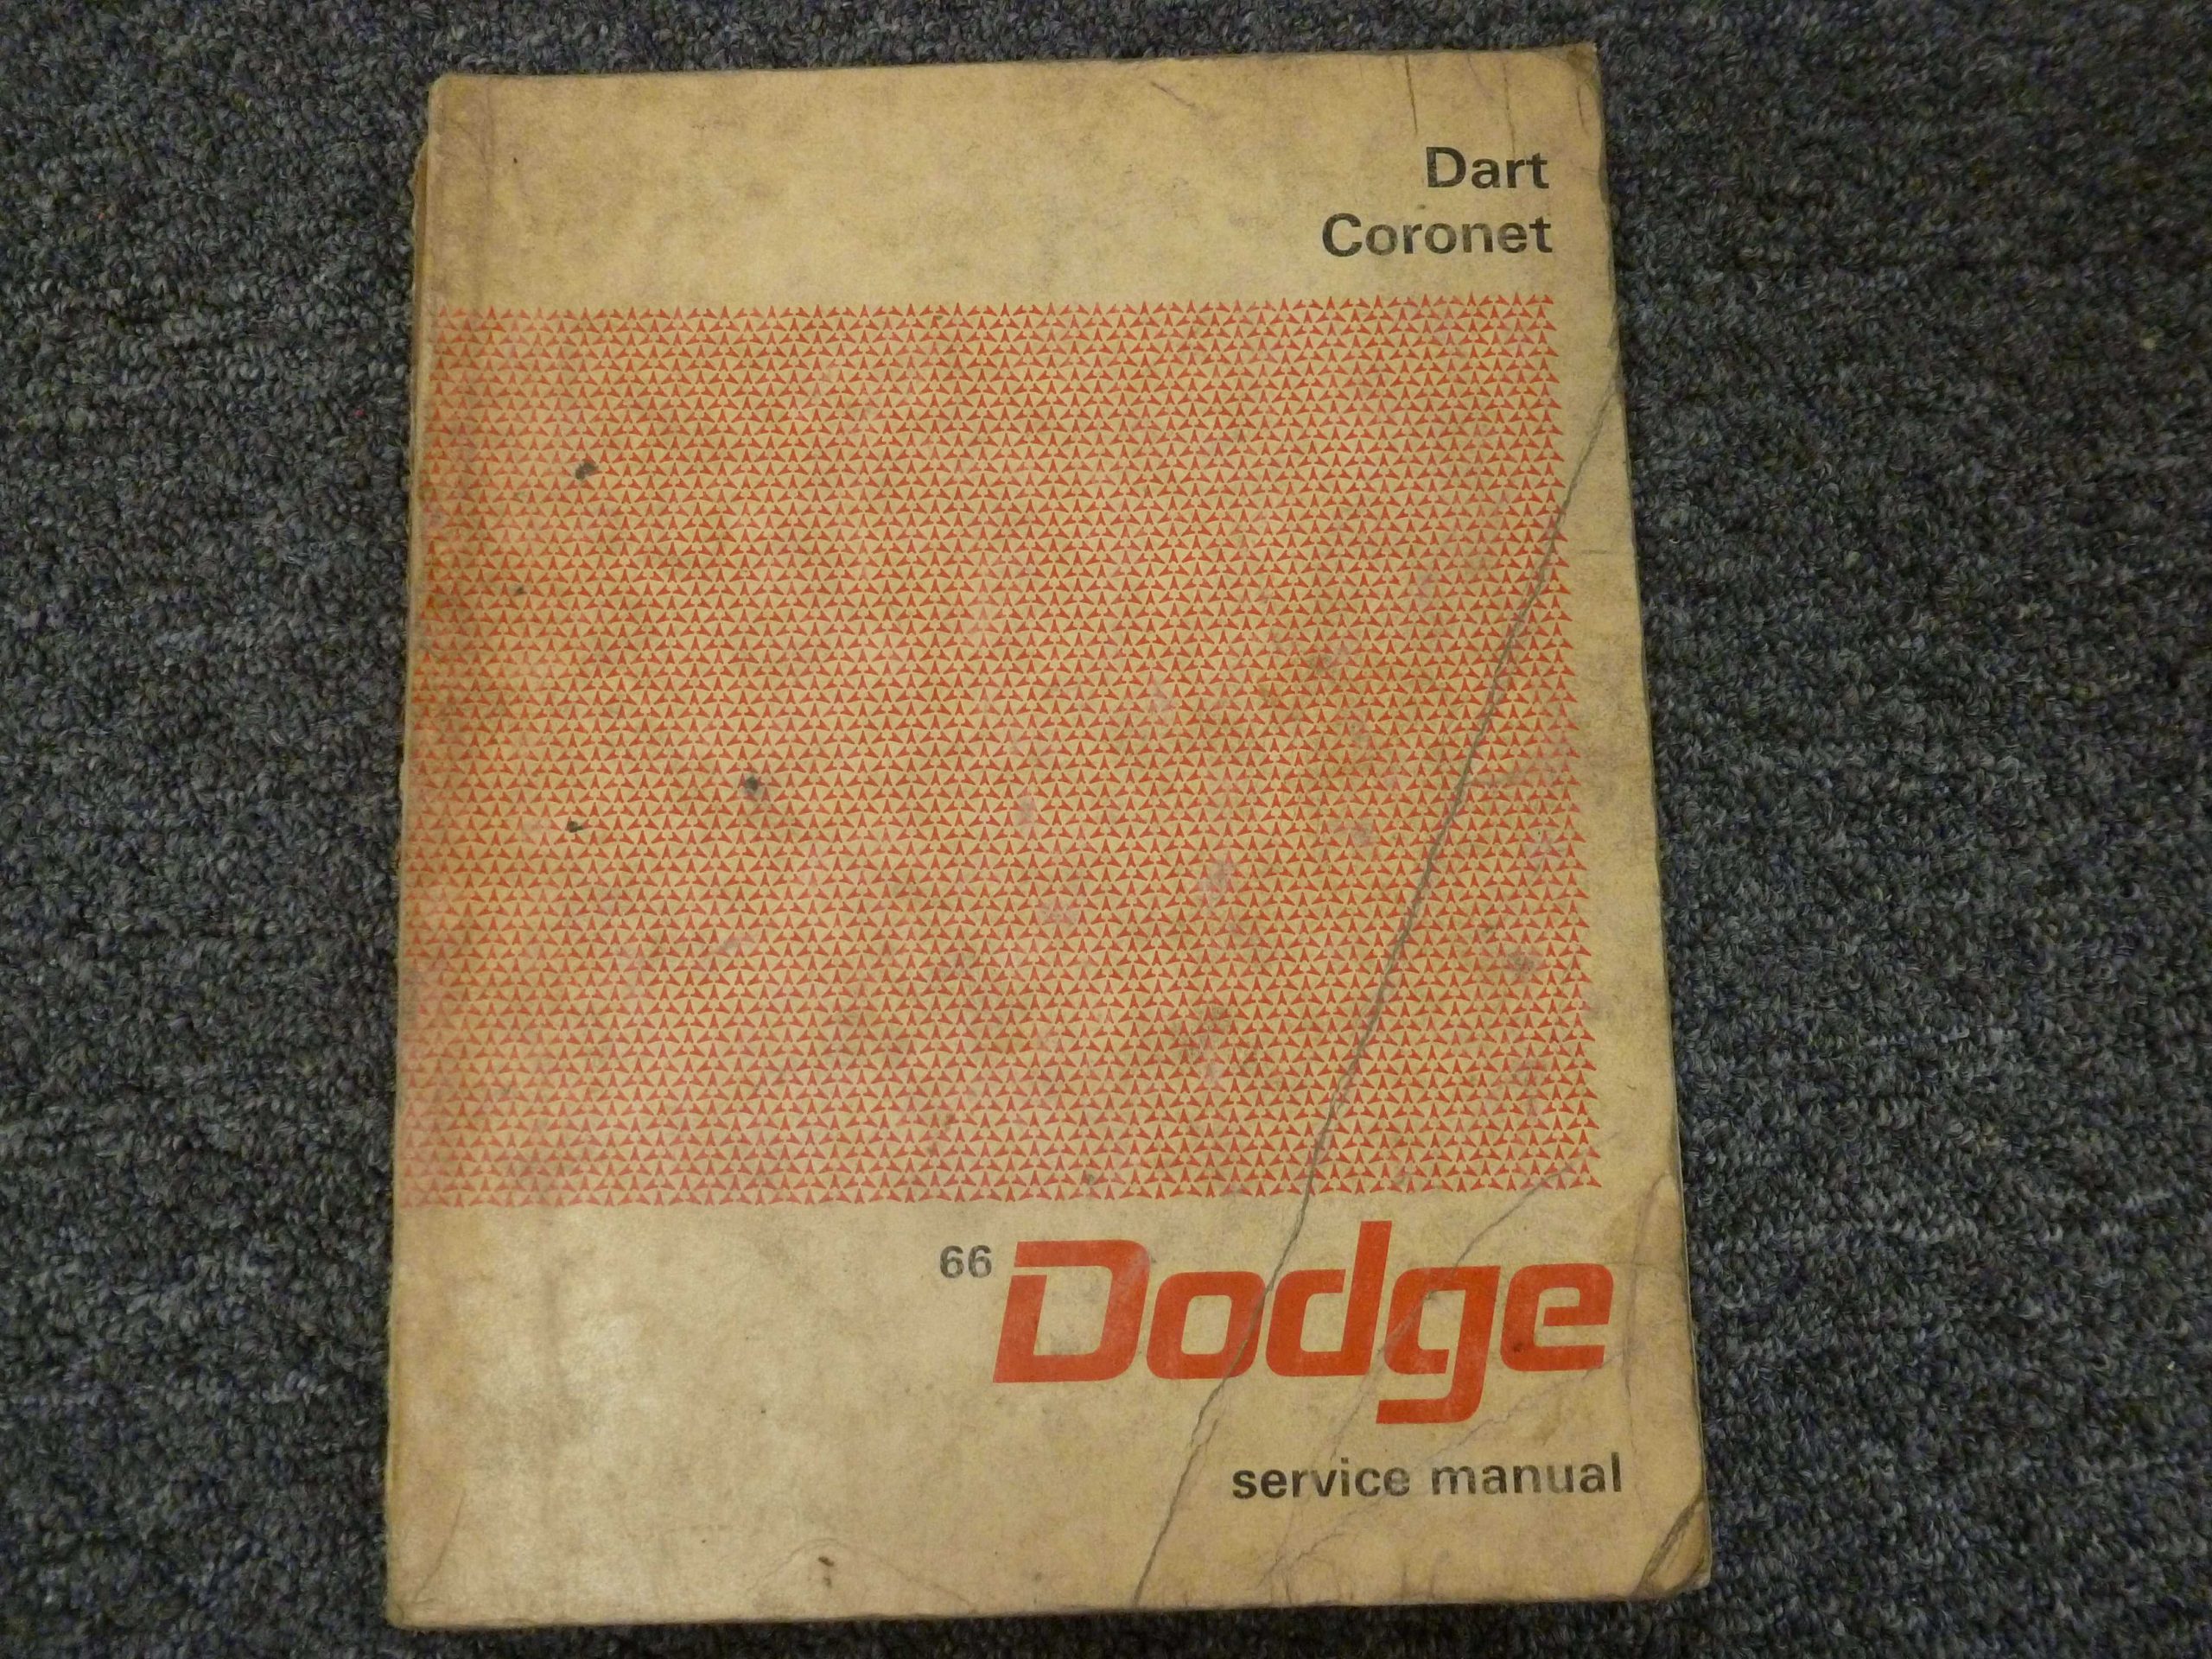 Dart
Coronet
66 Dodge
service manual